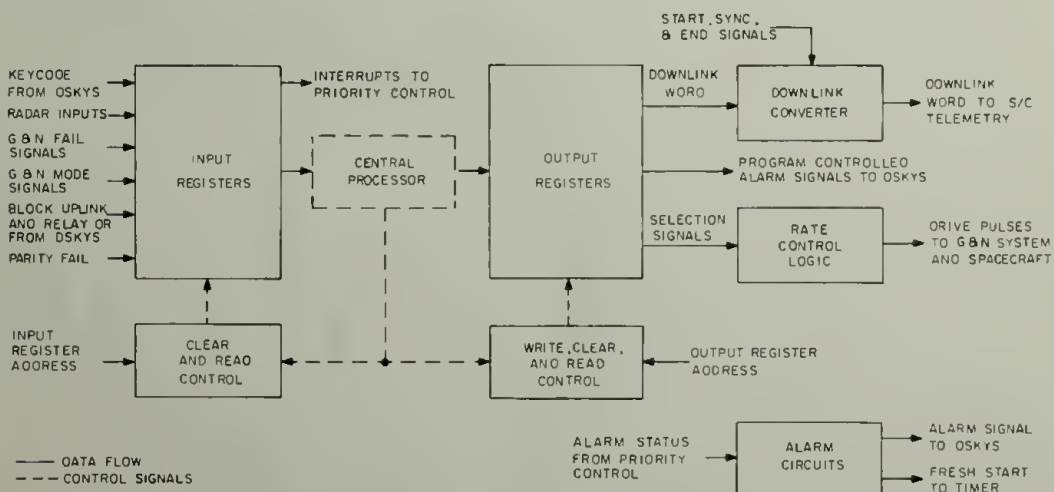 START, SYNC,
& END SIGNALS
KEYCODE
FROM DSKYS
RADAR INPUTS
G&N FAIL
SIGNALS
G&N MODE
SIGNALS
BLOCK UPLINK
AND RELAY OR
FROM DSKYS
PARITY FAIL
INPUT
REGISTERS
INTERRUPTS TO
PRIORITY CONTROL
CENTRAL
PROCESSOR
OUTPUT
REGISTERS
DOWNLINK
WORD
DOWNLINK
CONVERTER
DOWNLINK
WORD TO S/C
TELEMETRY
PROGRAM CONTROLLED
ALARM SIGNALS TO DSKYS
SELECTION
SIGNALS
RATE
CONTROL
LOGIC
DRIVE PULSES
TO G&N SYSTEM
AND SPACECRAFT
INPUT
REGISTER
ADDRESS
CLEAR
AND READ
CONTROL
WRITE, CLEAR,
AND READ
CONTROL
OUTPUT REGISTER
ADDRESS
ALARM STATUS
FROM PRIORITY
CONTROL
ALARM
CIRCUITS
ALARM SIGNAL
TO DSKYS
FRESH START
TO TIMER
DATA FLOW
CONTROL SIGNALS